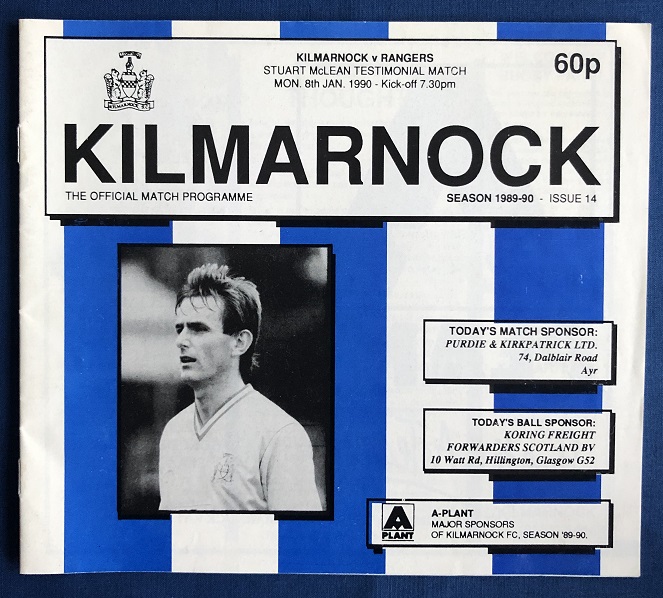 KILMARNOCK v RANGERS
STUART McLEAN TESTIMONIAL MATCH
MON. 8th JAN. 1990 - Kick-off 7.30pm
60p
KILMARNOCK
THE OFFICIAL MATCH PROGRAMME
SEASON 1989-90 - ISSUE 14
TODAY'S MATCH SPONSOR:
PURDIE & KIRKPATRICK LTD.
74, Dalblair Road
Ayr
TODAY'S BALL SPONSOR:
KORING FREIGHT
FORWARDERS SCOTLAND BV
10 Watt Rd, Hillington, Glasgow G52
A
PLANT
A-PLANT
MAJOR SPONSORS
OF KILMARNOCK FC, SEASON '89-90.